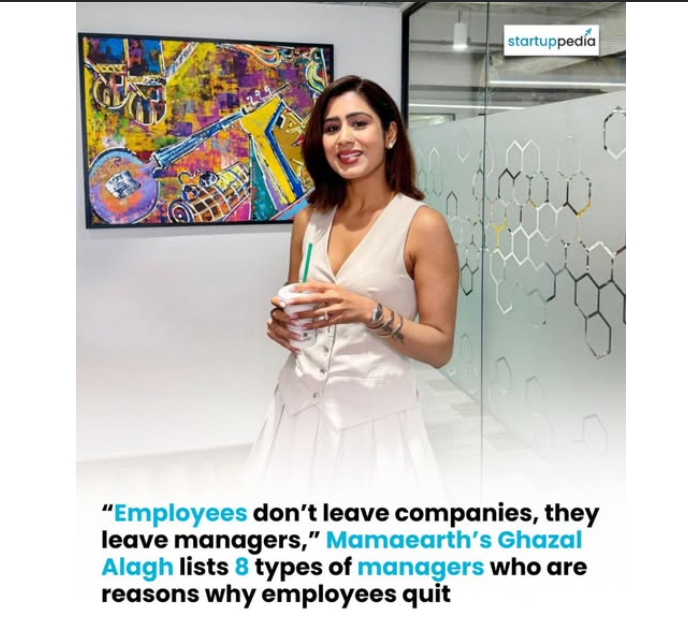 startuppedia
“Employees don’t leave companies, they
leave managers,” Mamaearth’s Ghazal
Alagh lists 8 types of managers who are
reasons why employees quit